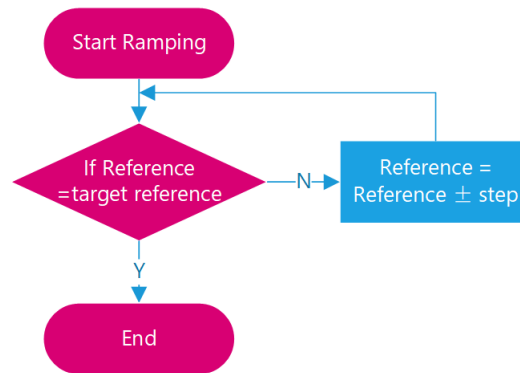 Start Ramping
If Reference
=target reference
N
Reference =
Reference ± step
Y
End